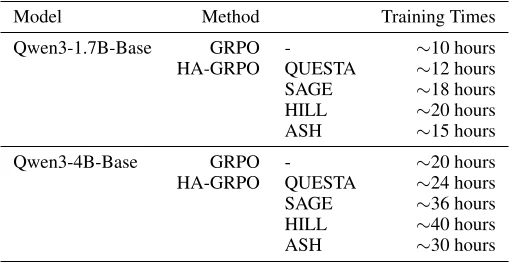 Model Method Training Times
Qwen3-1.7B-Base GRPO - ∼10 hours
HA-GRPO QUESTA ∼12 hours
SAGE ∼18 hours
HILL ∼20 hours
ASH ∼15 hours
Qwen3-4B-Base GRPO - ∼20 hours
HA-GRPO QUESTA ∼24 hours
SAGE ∼36 hours
HILL ∼40 hours
ASH ∼30 hours